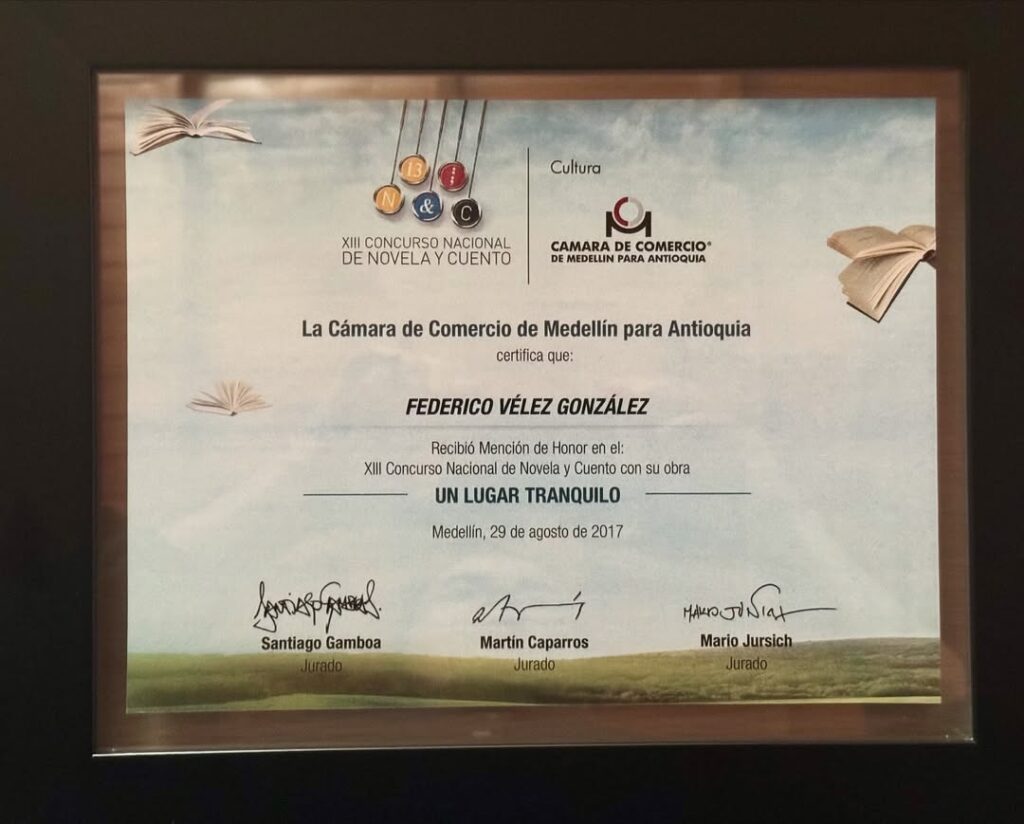 13
N & C
XIII CONCURSO NACIONAL
DE NOVELA Y CUENTO
Cultura
CAMARA DE COMERCIO®
DE MEDELLIN PARA ANTIOQUIA
La Cámara de Comercio de Medellín para Antioquia
certifica que:
FEDERICO VÉLEZ GONZÁLEZ
Recibió Mención de Honor en el:
XIII Concurso Nacional de Novela y Cuento con su obra
UN LUGAR TRANQUILO
Medellín, 29 de agosto de 2017
Santiago Gamboa
Jurado
Martín Caparros
Jurado
Mario Jursich
Jurado